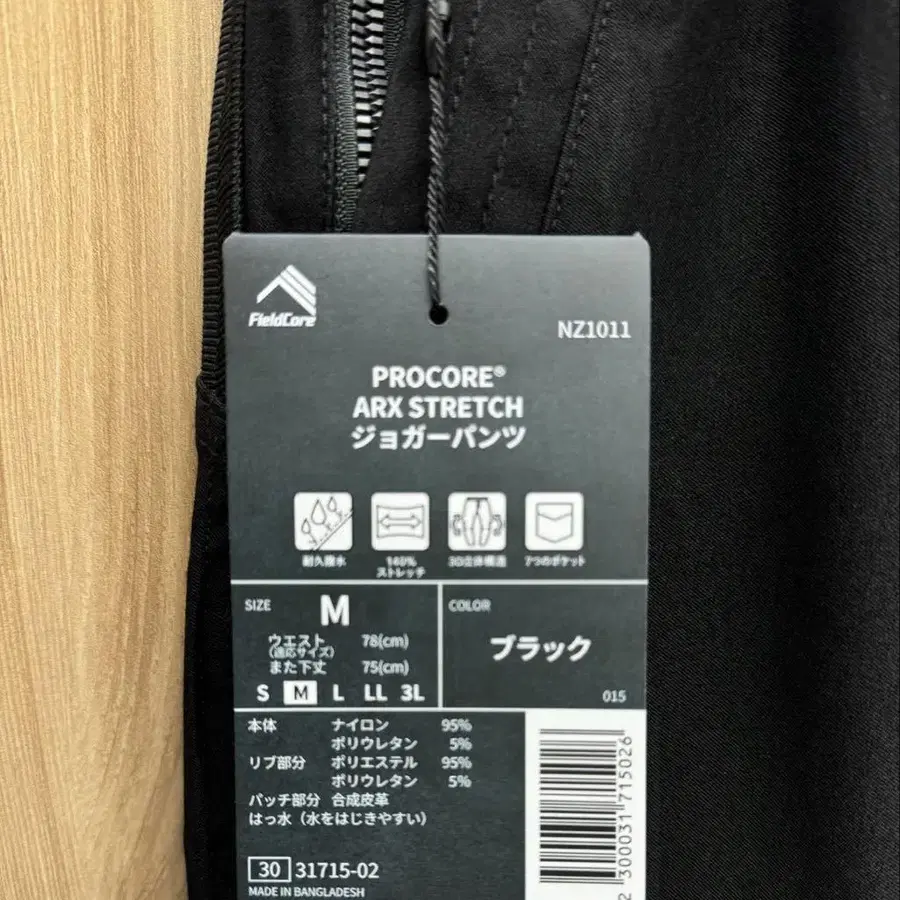 FieldCore
NZ1011
PROCORE®
ARX STRETCH
ジョガーパンツ
耐久撥水
140%
ストレッチ
3D立体構造
7つのポケット
SIZE
M
ウエスト 78(cm)
(適応サイズ)
また下丈 75(cm)
S M L LL 3L
COLOR
ブラック
015
本体 ナイロン 95%
ポリウレタン 5%
リブ部分 ポリエステル 95%
ポリウレタン 5%
パッチ部分 合成皮革
はっ水（水をはじきやすい）
30 31715-02
MADE IN BANGLADESH
2300031715026